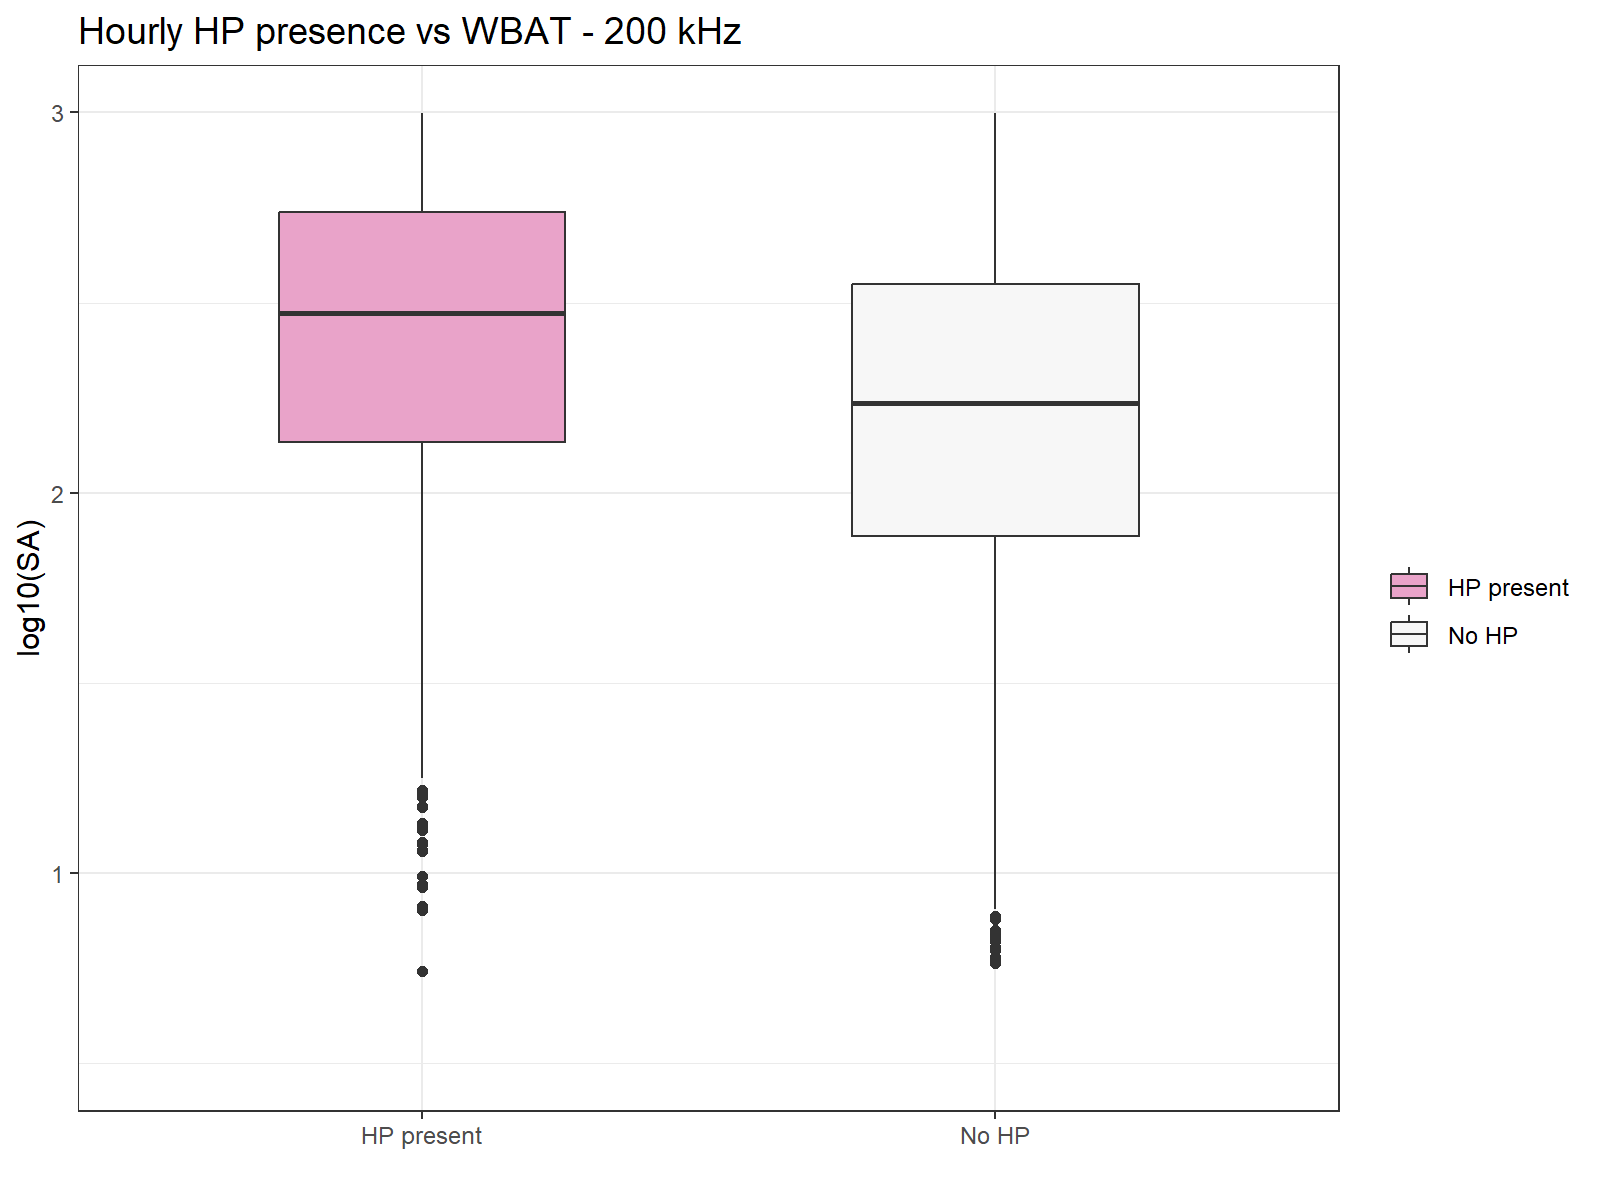 Hourly HP presence vs WBAT - 200 kHz
3
2
1
log10(SA)
HP present
No HP
HP present
No HP